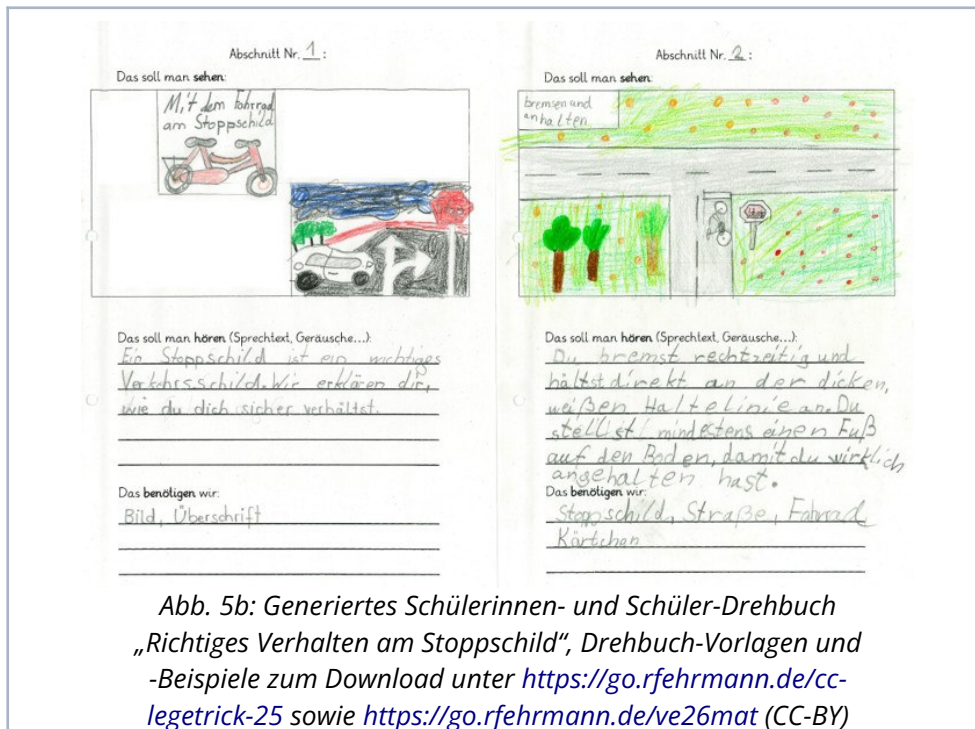 Abschnitt Nr. 1 :
Das soll man sehen:
Mit dem Fahrrad
am Stoppschild
Das soll man hören (Sprechtext, Geräusche...):
Ein Stoppschild ist ein wichtiges
Verkehrsschild. Wir erklären dir,
wie du dich sicher verhältst.
Das benötigen wir:
Bild, Überschrift
Abschnitt Nr. 2 :
Das soll man sehen:
bremsen und
anhalten
Das soll man hören (Sprechtext, Geräusche...):
Du bremst rechtzeitig und
hältst direkt an der dicken,
weißen Haltelinie an. Du
stellst mindestens einen Fuß
auf den Boden, damit du wirklich
angehalten hast.
Das benötigen wir:
Stoppschild, Straße, Fahrrad
Kärtchen
Abb. 5b: Generiertes Schülerinnen- und Schüler-Drehbuch
„Richtiges Verhalten am Stoppschild“, Drehbuch-Vorlagen und
-Beispiele zum Download unter https://go.rfehrmann.de/cc-
legetrick-25 sowie https://go.rfehrmann.de/ve26mat (CC-BY)